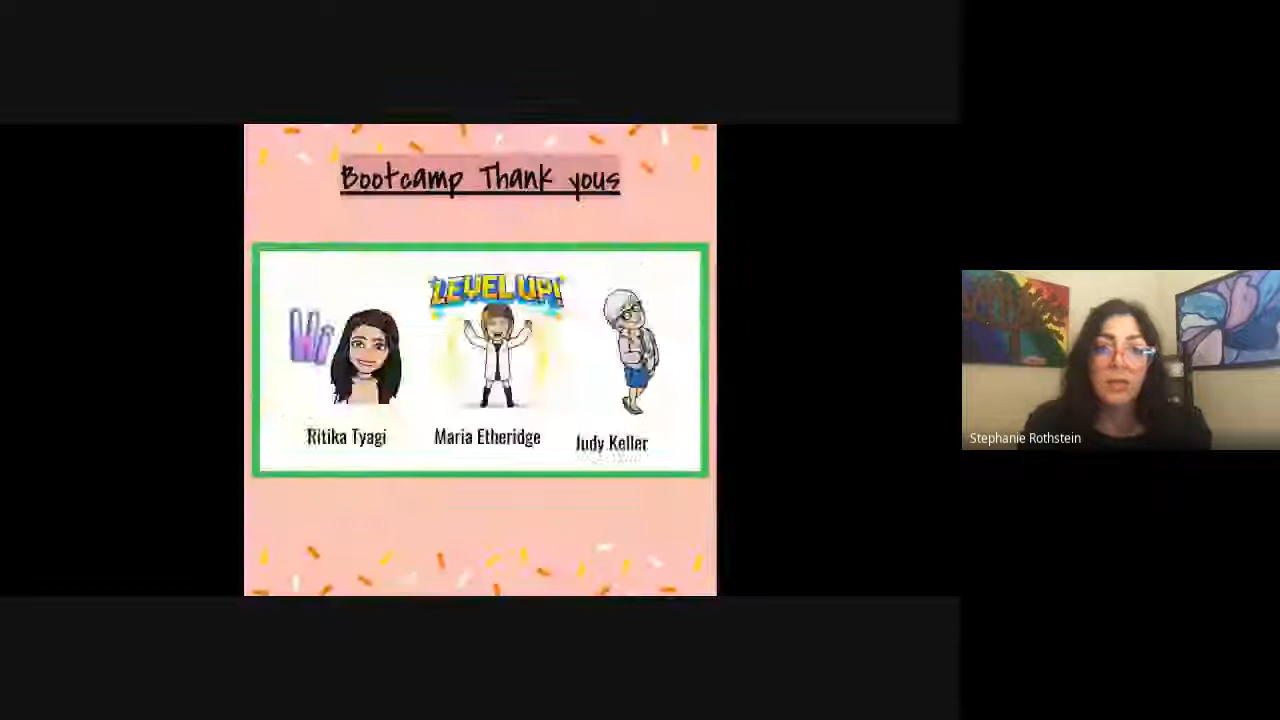 Bootcamp Thank yous
LEVEL UP!
Ritika Tyagi
Maria Etheridge
Judy Keller
Stephanie Rothstein